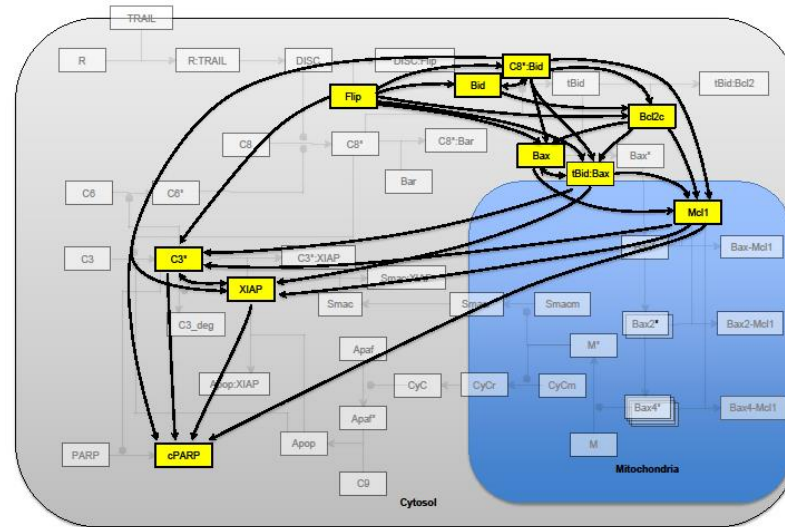 TRAIL
R
R:TRAIL
DISC
DISC:Flip
C8*:Bid
Bid
tBid
tBid:Bcl2
Flip
Bcl2c
C8
C8*
C8*:Bar
Bax
Bax*
Bar
tBid:Bax
C6
C6*
Mcl1
C3
C3*
C3*:XIAP
Bax-Mcl1
Smac:XIAP
XIAP
Smac
Smacm
C3_deg
Bax2*
Bax2-Mcl1
Apaf
M*
Apop:XIAP
CyC
CyCr
CyCm
Bax4*
Bax4-Mcl1
Apaf*
Apop
M
PARP
cPARP
Mitochondria
C9
Cytosol